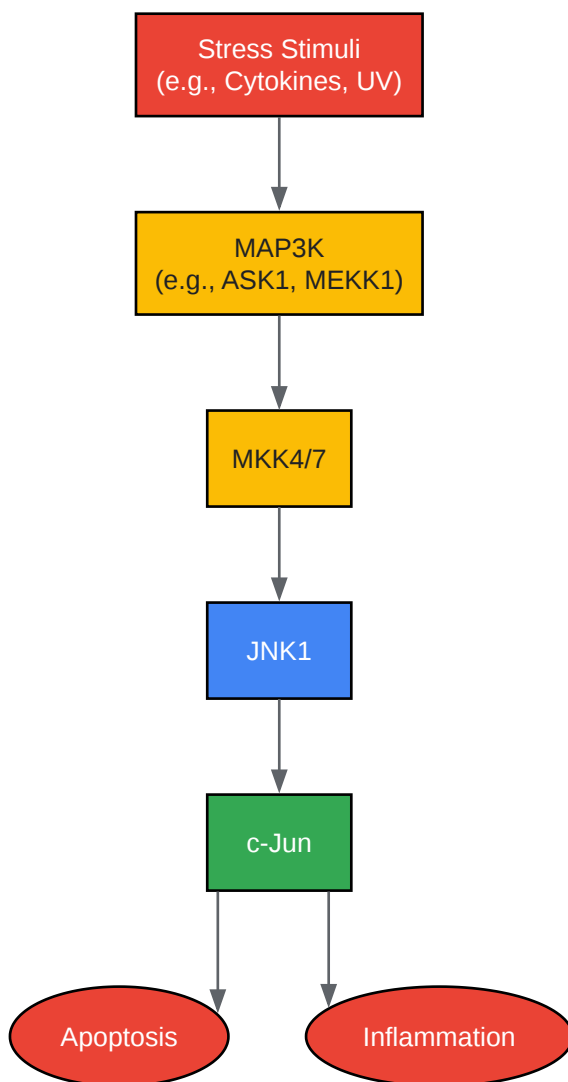 Stress Stimuli
(e.g., Cytokines, UV)
MAP3K
(e.g., ASK1, MEKK1)
MKK4/7
JNK1
c-Jun
Apoptosis
Inflammation